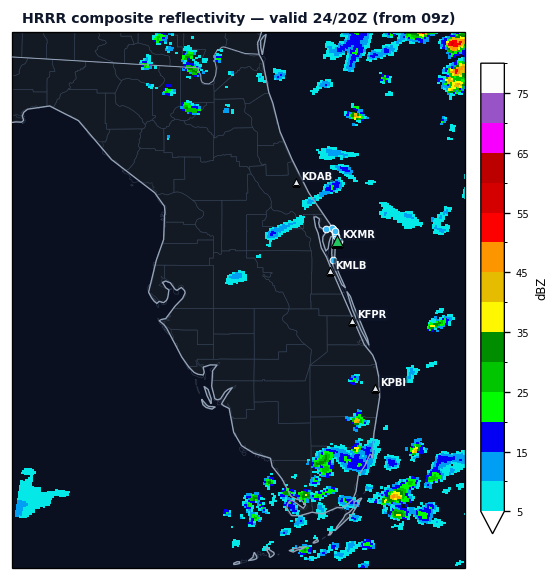 HRRR composite reflectivity — valid 24/20Z (from 09z)
KDAB
KXMR
KMLB
KFPR
KPBI
75
65
55
45
35
25
15
5
dBZ